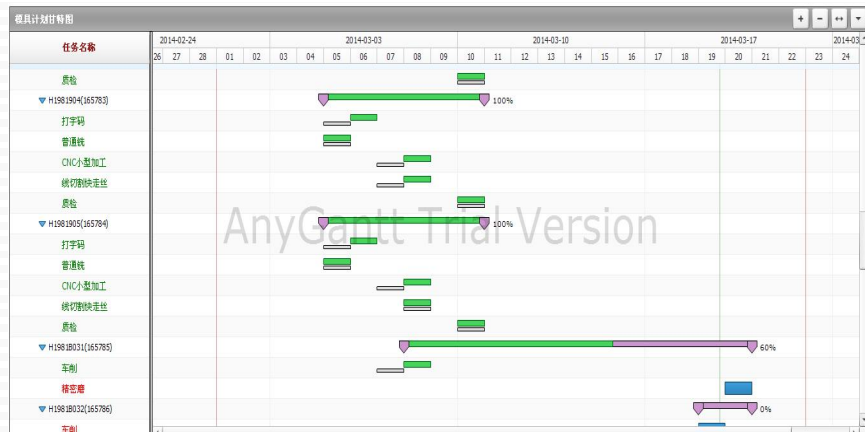 模具计划甘特图
任务名称
2014-02-24 2014-03-03 2014-03-10 2014-03-17 2014-03
26 27 28 01 02 03 04 05 06 07 08 09 10 11 12 13 14 15 16 17 18 19 20 21 22 23 24
质检
H1981904(165783) 100%
打字码
普通铣
CNC小型加工
线切割快走丝
质检
H1981905(165784) 100%
AnyGantt Trial Version
打字码
普通铣
CNC小型加工
线切割快走丝
质检
H1981B031(165785) 60%
车削
精密磨
H1981B032(165786) 0%
车削